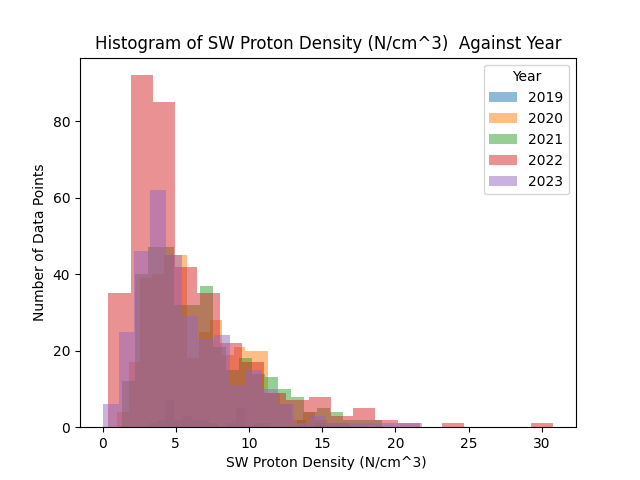 Histogram of SW Proton Density (N/cm^3)  Against Year
Number of Data Points
80
60
40
20
0
0 5 10 15 20 25 30
SW Proton Density (N/cm^3)
Year
2019
2020
2021
2022
2023